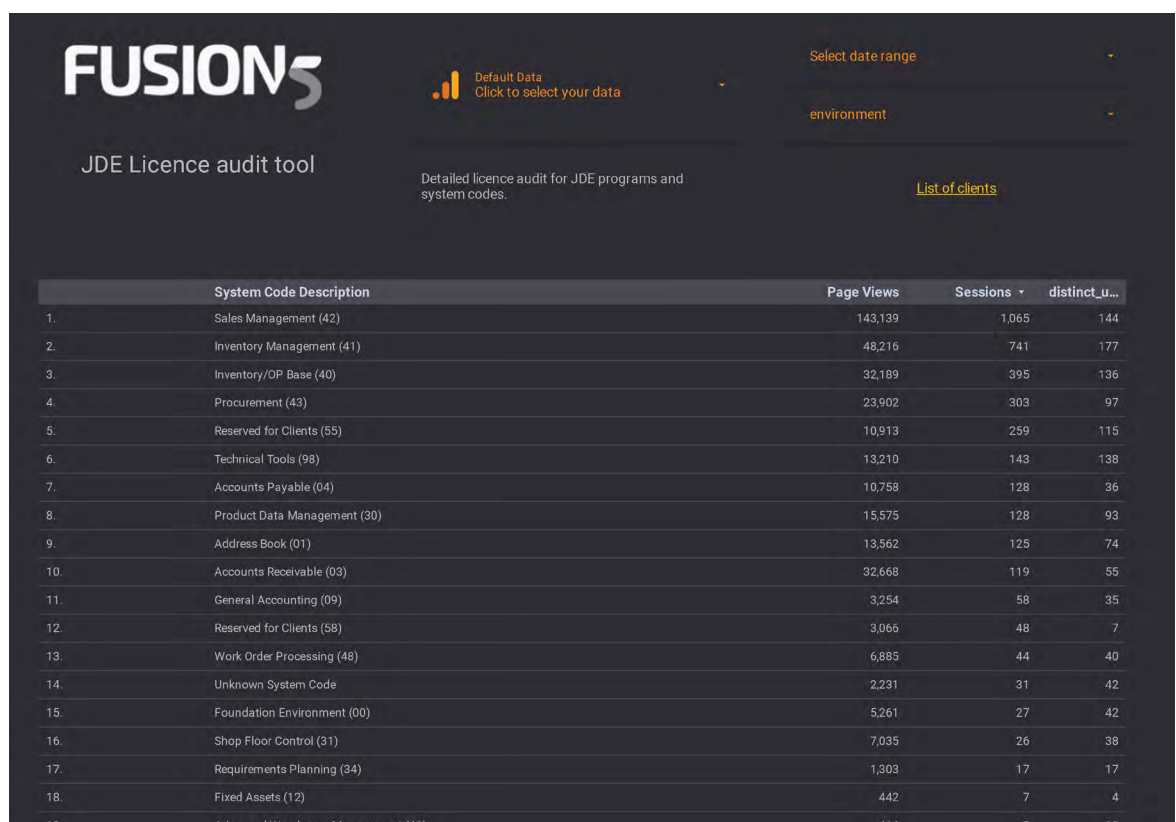 FUSION5
JDE Licence audit tool
Default Data
Click to select your data
Detailed licence audit for JDE programs and
system codes.
Select date range
environment
List of clients
System Code Description Page Views Sessions distinct_u...
1. Sales Management (42) 143,139 1,065 144
2. Inventory Management (41) 48,216 741 177
3. Inventory/OP Base (40) 32,189 395 136
4. Procurement (43) 23,902 303 97
5. Reserved for Clients (55) 10,913 259 115
6. Technical Tools (98) 13,210 143 138
7. Accounts Payable (04) 10,758 128 36
8. Product Data Management (30) 15,575 128 93
9. Address Book (01) 13,562 125 74
10. Accounts Receivable (03) 32,668 119 55
11. General Accounting (09) 3,254 58 35
12. Reserved for Clients (58) 3,066 48 7
13. Work Order Processing (48) 6,885 44 40
14. Unknown System Code 2,231 31 42
15. Foundation Environment (00) 5,261 27 42
16. Shop Floor Control (31) 7,035 26 38
17. Requirements Planning (34) 1,303 17 17
18. Fixed Assets (12) 442 7 4